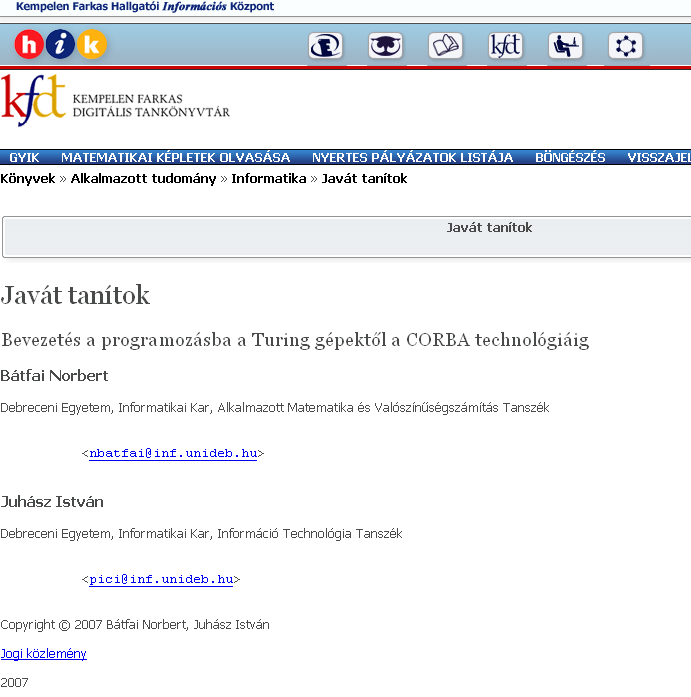 Kempelen Farkas Hallgatói Információs Központ
h i k
kfdt
kfdt KEMPELEN FARKAS
DIGITÁLIS TANKÖNYVTÁR
GYIK MATEMATIKAI KÉPLETEK OLVASÁSA NYERTES PÁLYÁZATOK LISTÁJA BÖNGÉSZÉS VISSZAJEL
Könyvek » Alkalmazott tudomány » Informatika » Javát tanítok
Javát tanítok
Javát tanítok
Bevezetés a programozásba a Turing gépektől a CORBA technológiáig
Bátfai Norbert
Debreceni Egyetem, Informatikai Kar, Alkalmazott Matematika és Valószínűségszámítás Tanszék
<nbatfai@inf.unideb.hu>
Juhász István
Debreceni Egyetem, Informatikai Kar, Információ Technológia Tanszék
<pici@inf.unideb.hu>
Copyright © 2007 Bátfai Norbert, Juhász István
Jogi közlemény
2007